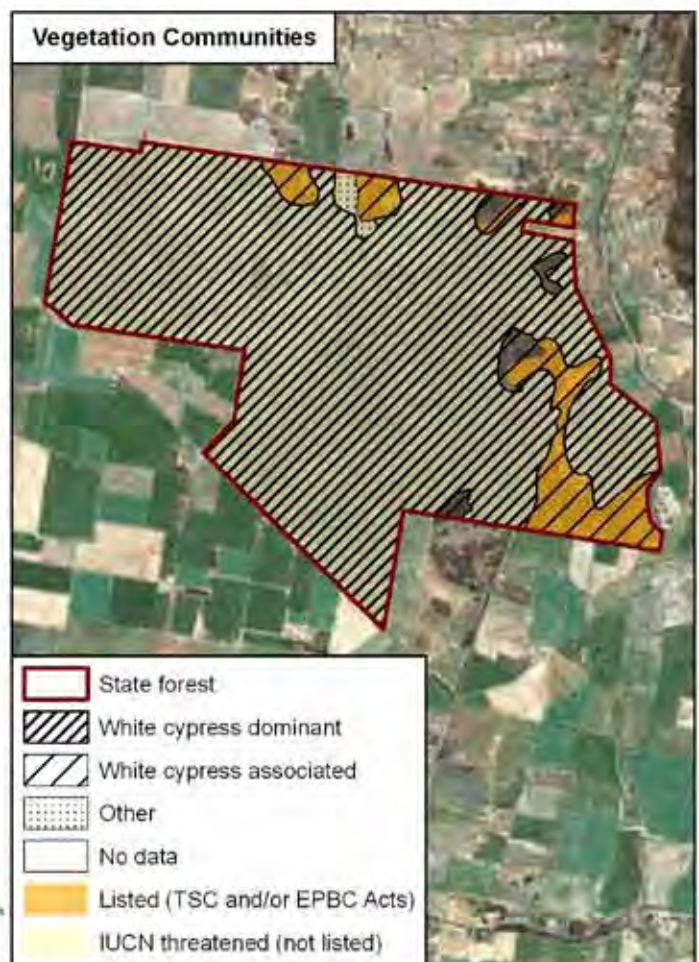 Vegetation Communities
State forest
White cypress dominant
White cypress associated
Other
No data
Listed (TSC and/or EPBC Acts)
IUCN threatened (not listed)